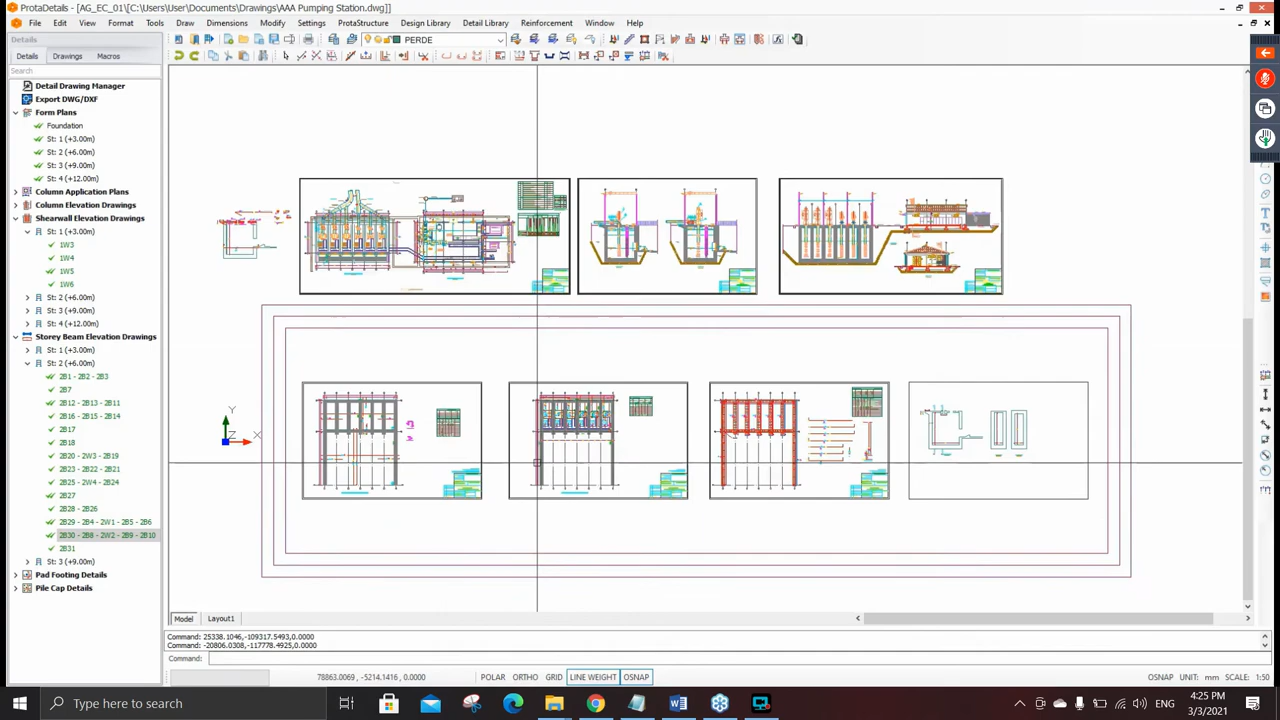 ProtaDetails - [AG_EC_01\[C:\Users\User\Documents\Drawings\AAA Pumping Station.dwg]]
File Edit View Format Tools Draw Dimensions Modify Settings ProtaStructure Design Library Detail Library Reinforcement Window Help
Details
PERDE
Details Drawings Macros
Search
Detail Drawing Manager
Export DWG/DXF
Form Plans
Foundation
St: 1 (+3.00m)
St: 2 (+6.00m)
St: 3 (+9.00m)
St: 4 (+12.00m)
Column Application Plans
Column Elevation Drawings
Shearwall Elevation Drawings
St: 1 (+3.00m)
1W3
1W4
1W5
1W6
St: 2 (+6.00m)
St: 3 (+9.00m)
St: 4 (+12.00m)
Storey Beam Elevation Drawings
St: 1 (+3.00m)
St: 2 (+6.00m)
2B1 - 2B2 - 2B3
2B7
2B12 - 2B13 - 2B11
2B16 - 2B15 - 2B14
2B17
2B18
2B20 - 2W3 - 2B19
2B23 - 2B22 - 2B21
2B25 - 2W4 - 2B24
2B27
2B28 - 2B26
2B29 - 2B4 - 2W1 - 2B5 - 2B6
2B30 - 2B8 - 2W2 - 2B9 - 2B10
2B31
St: 3 (+9.00m)
Pad Footing Details
Pile Cap Details
Y
Z X
Model Layout1
Command: 25338.1046,-109317.5493,0.0000
Command: -20806.0308,-117778.4925,0.0000
Command:
78863.0069 , -5214.1416 , 0.0000 POLAR ORTHO GRID LINE WEIGHT OSNAP OSNAP UNIT: mm SCALE: 1:50
Type here to search
ENG
4:25 PM
3/3/2021